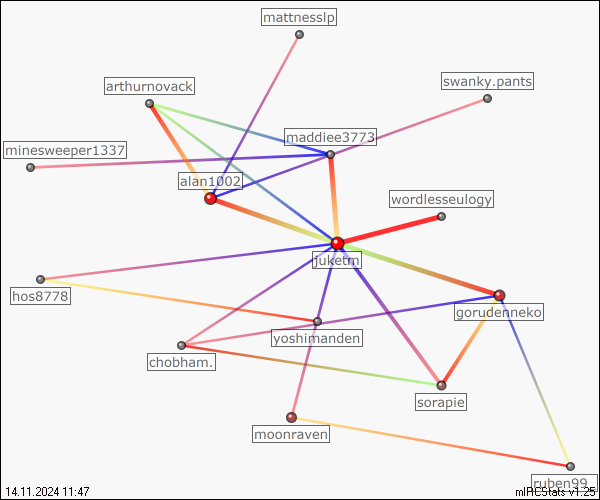 mattnesslp
swanky.pants
arthurnovack
maddiee3773
minesweeper1337
alan1002
wordlesseulogy
juketm
hos8778
gorudenneko
yoshimanden
chobham.
sorapie
moonraven
ruben99_
14.11.2024 11:47
mIRCStats v1.25